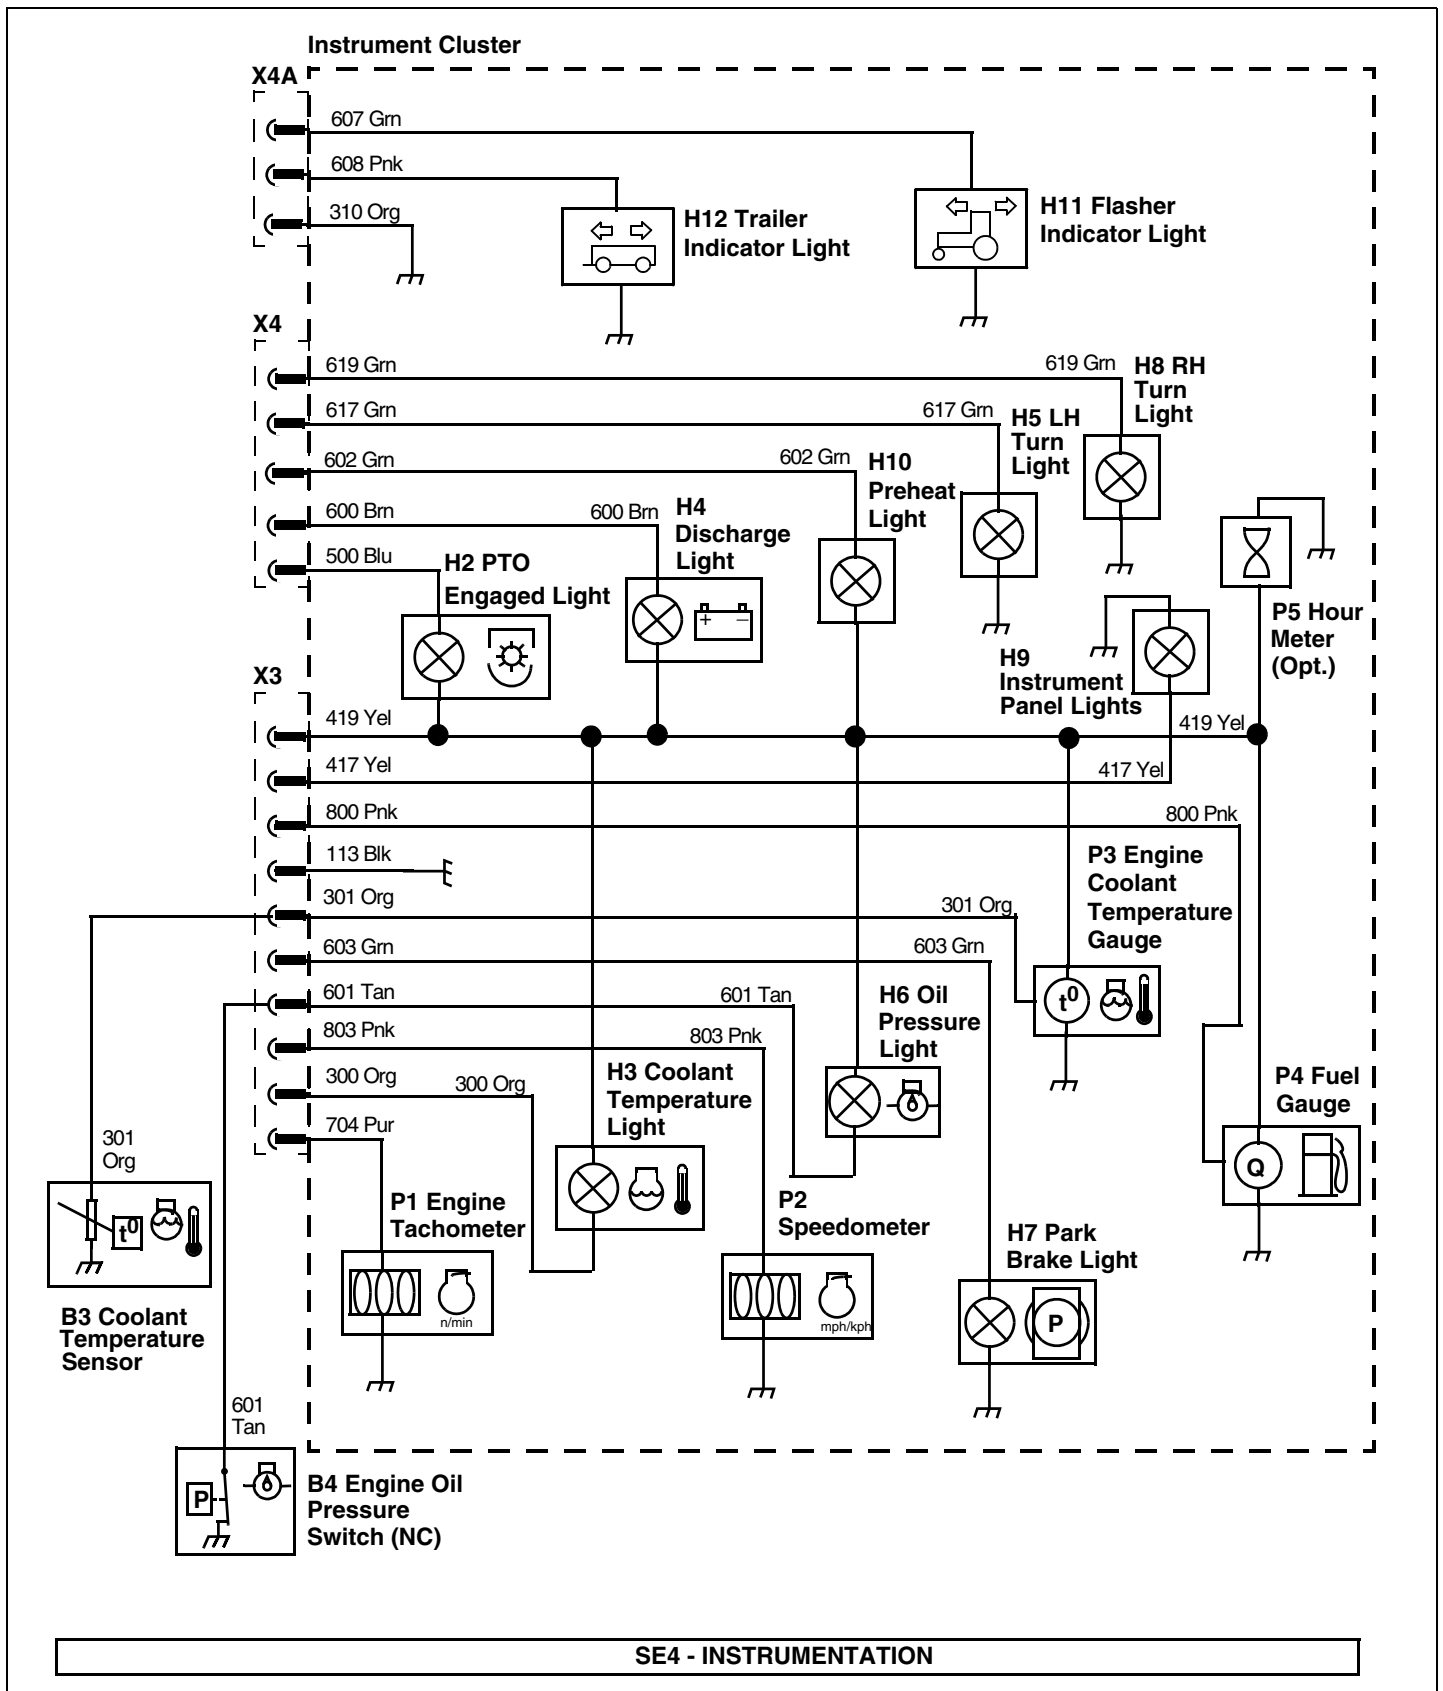 Instrument Cluster
X4A
607 Grn
608 Pnk
310 Org
H12 Trailer
Indicator Light
H11 Flasher
Indicator Light
X4
619 Grn
619 Grn
H8 RH
Turn
Light
617 Grn
617 Grn
H5 LH
Turn
Light
602 Grn
602 Grn
H10
Preheat
Light
600 Brn
600 Brn
H4
Discharge
Light
+ −
500 Blu
H2 PTO
Engaged Light
P5 Hour
Meter
(Opt.)
H9
Instrument
Panel Lights
X3
419 Yel
419 Yel
417 Yel
417 Yel
800 Pnk
800 Pnk
113 Blk
P3 Engine
Coolant
Temperature
Gauge
t0
301 Org
301 Org
603 Grn
603 Grn
601 Tan
601 Tan
H6 Oil
Pressure
Light
803 Pnk
803 Pnk
300 Org
300 Org
H3 Coolant
Temperature
Light
704 Pur
P4 Fuel
Gauge
Q
301
Org
t0
B3 Coolant
Temperature
Sensor
P1 Engine
Tachometer
n/min
P2
Speedometer
mph/kph
H7 Park
Brake Light
P
601
Tan
P
B4 Engine Oil
Pressure
Switch (NC)
SE4 - INSTRUMENTATION